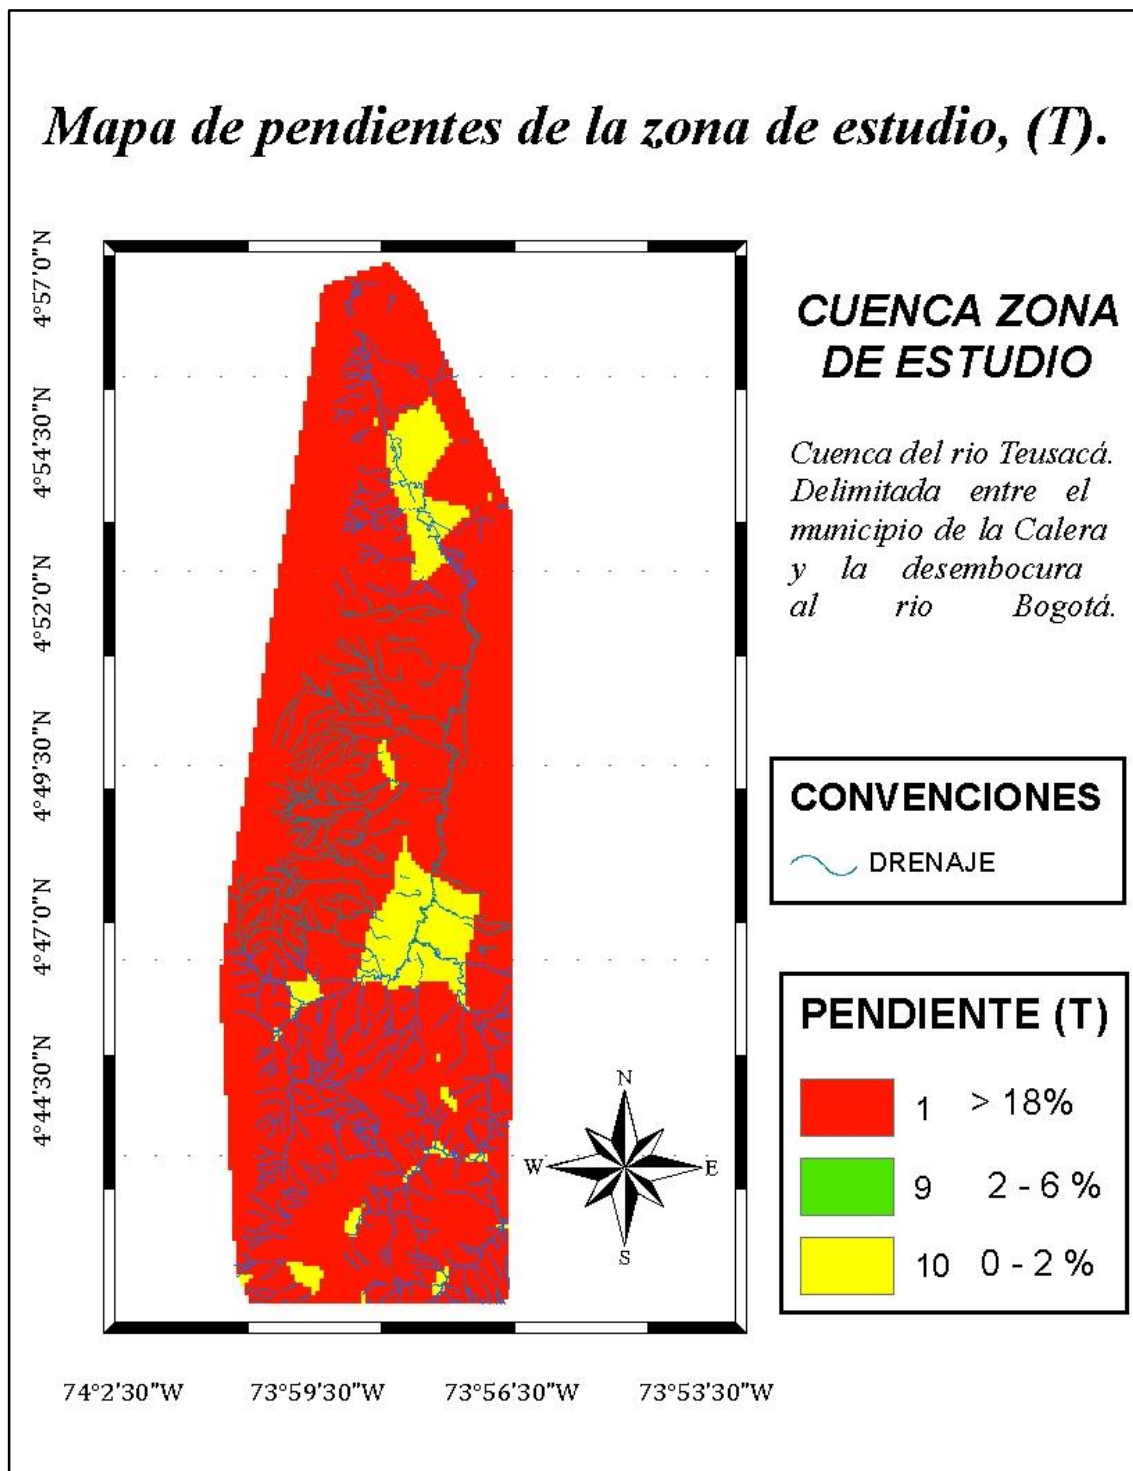 Mapa de pendientes de la zona de estudio, (T).
CUENCA ZONA
DE ESTUDIO
Cuenca del rio Teusacá.
Delimitada entre el
municipio de la Calera
y la desembocura
al rio Bogotá.
4°57'0"N
4°54'30"N
4°52'0"N
4°49'30"N
4°47'0"N
4°44'30"N
CONVENCIONES
DRENAJE
PENDIENTE (T)
1 > 18%
9 2 - 6 %
10 0 - 2 %
N
W E
S
74°2'30"W 73°59'30"W 73°56'30"W 73°53'30"W